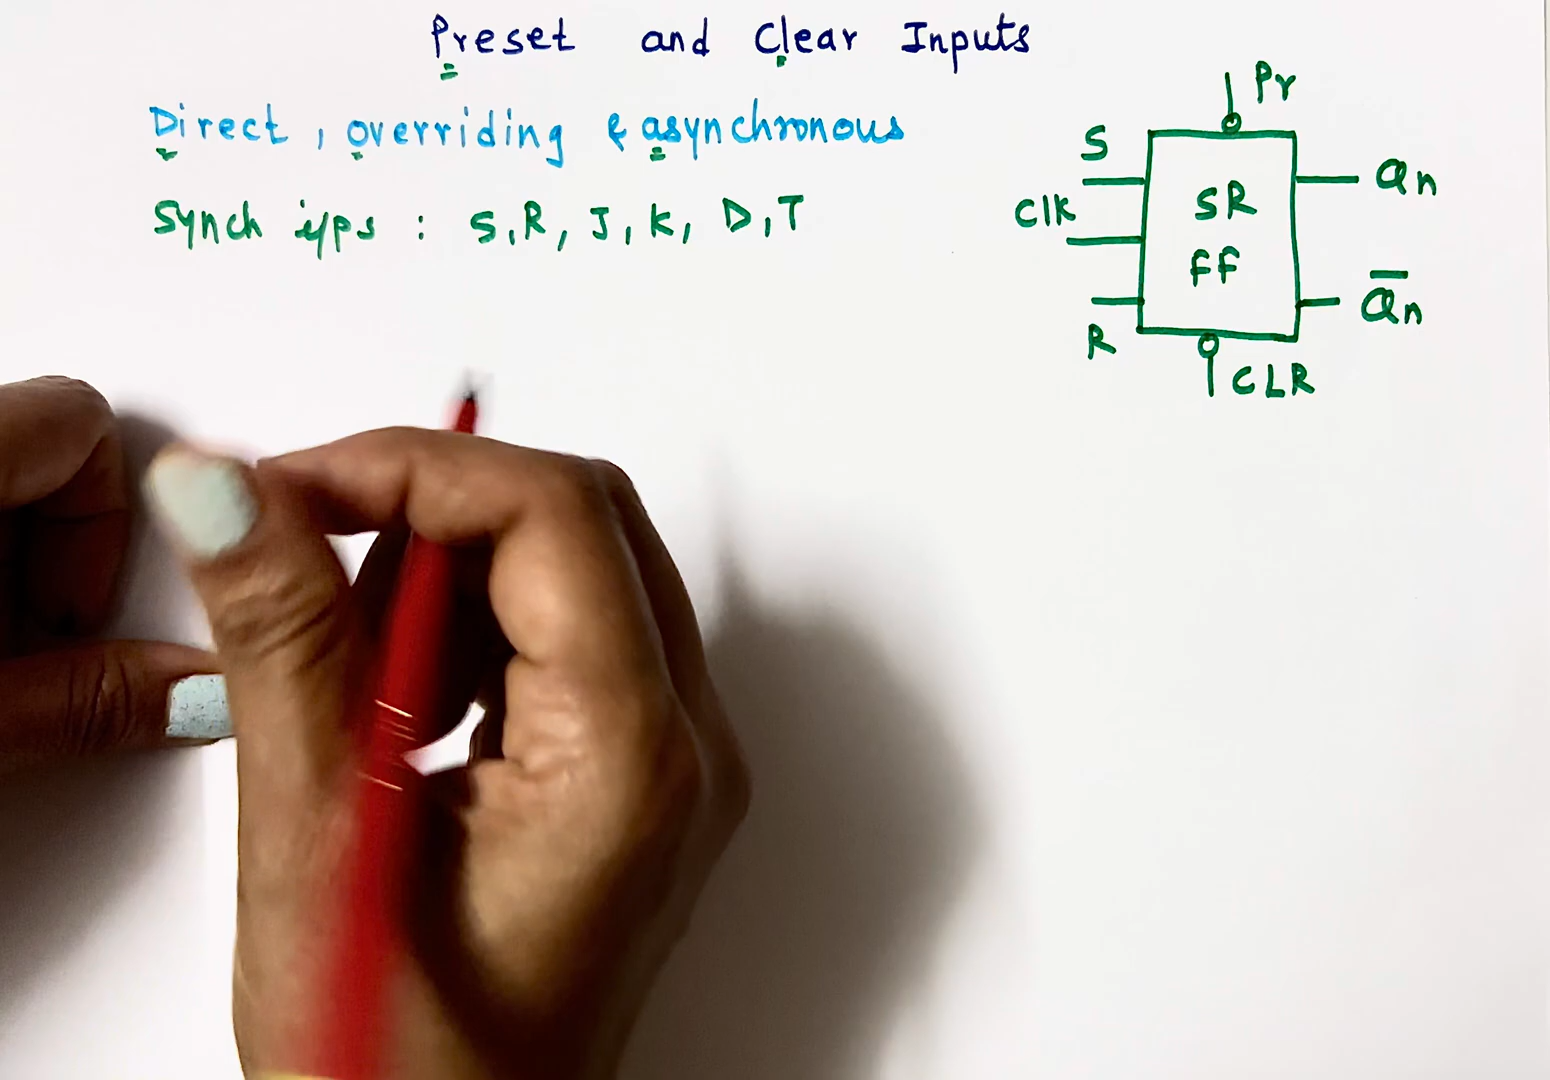 Preset and Clear Inputs
Direct, overriding & asynchronous
Synch i/ps : S, R, J, K, D, T
Pr
S
Clk
R
SR
FF
Qn
Q̅n
CLR